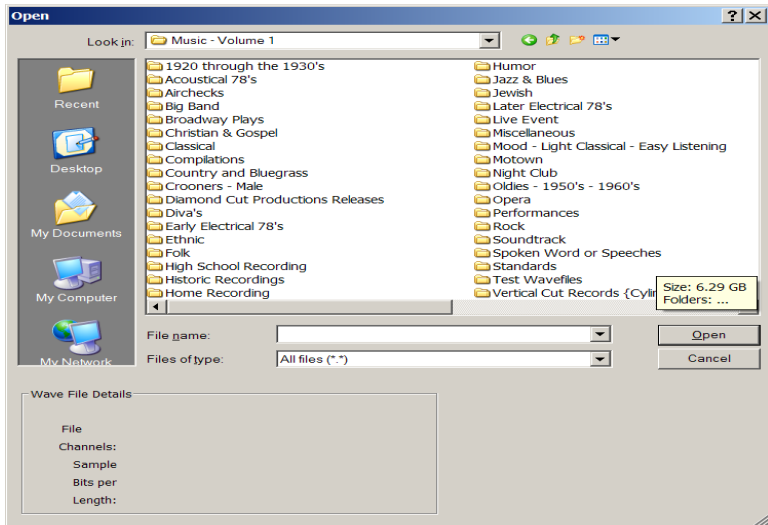 Open
Look in: Music - Volume 1
Recent
Desktop
My Documents
My Computer
My Network
1920 through the 1930's
Acoustical 78's
Airchecks
Big Band
Broadway Plays
Christian & Gospel
Classical
Compilations
Country and Bluegrass
Crooners - Male
Diamond Cut Productions Releases
Diva's
Early Electrical 78's
Ethnic
Folk
High School Recording
Historic Recordings
Home Recording
Humor
Jazz & Blues
Jewish
Later Electrical 78's
Live Event
Miscellaneous
Mood - Light Classical - Easy Listening
Motown
Night Club
Oldies - 1950's - 1960's
Opera
Performances
Rock
Soundtrack
Spoken Word or Speeches
Standards
Test Wavefiles
Vertical Cut Records {Cylin
Size: 6.29 GB
Folders: ...
File name:
Open
Files of type: All files (*.*)
Cancel
Wave File Details
File
Channels:
Sample
Bits per
Length: